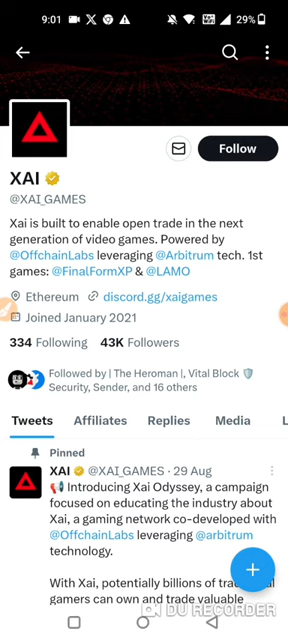 9:01
29%
Follow
XAI
@XAI_GAMES
Xai is built to enable open trade in the next
generation of video games. Powered by
@OffchainLabs leveraging @Arbitrum tech. 1st
games: @FinalFormXP & @LAMO
Ethereum discord.gg/xaigames
Joined January 2021
334 Following 43K Followers
Followed by | The Heroman |, Vital Block
Security, Sender, and 16 others
Tweets Affiliates Replies Media L
Pinned
XAI @XAI_GAMES · 29 Aug
Introducing Xai Odyssey, a campaign
focused on educating the industry about
Xai, a gaming network co-developed with
@OffchainLabs leveraging @arbitrum
technology.
With Xai, potentially billions of
gamers can own and trade valuable
DU RECORDER